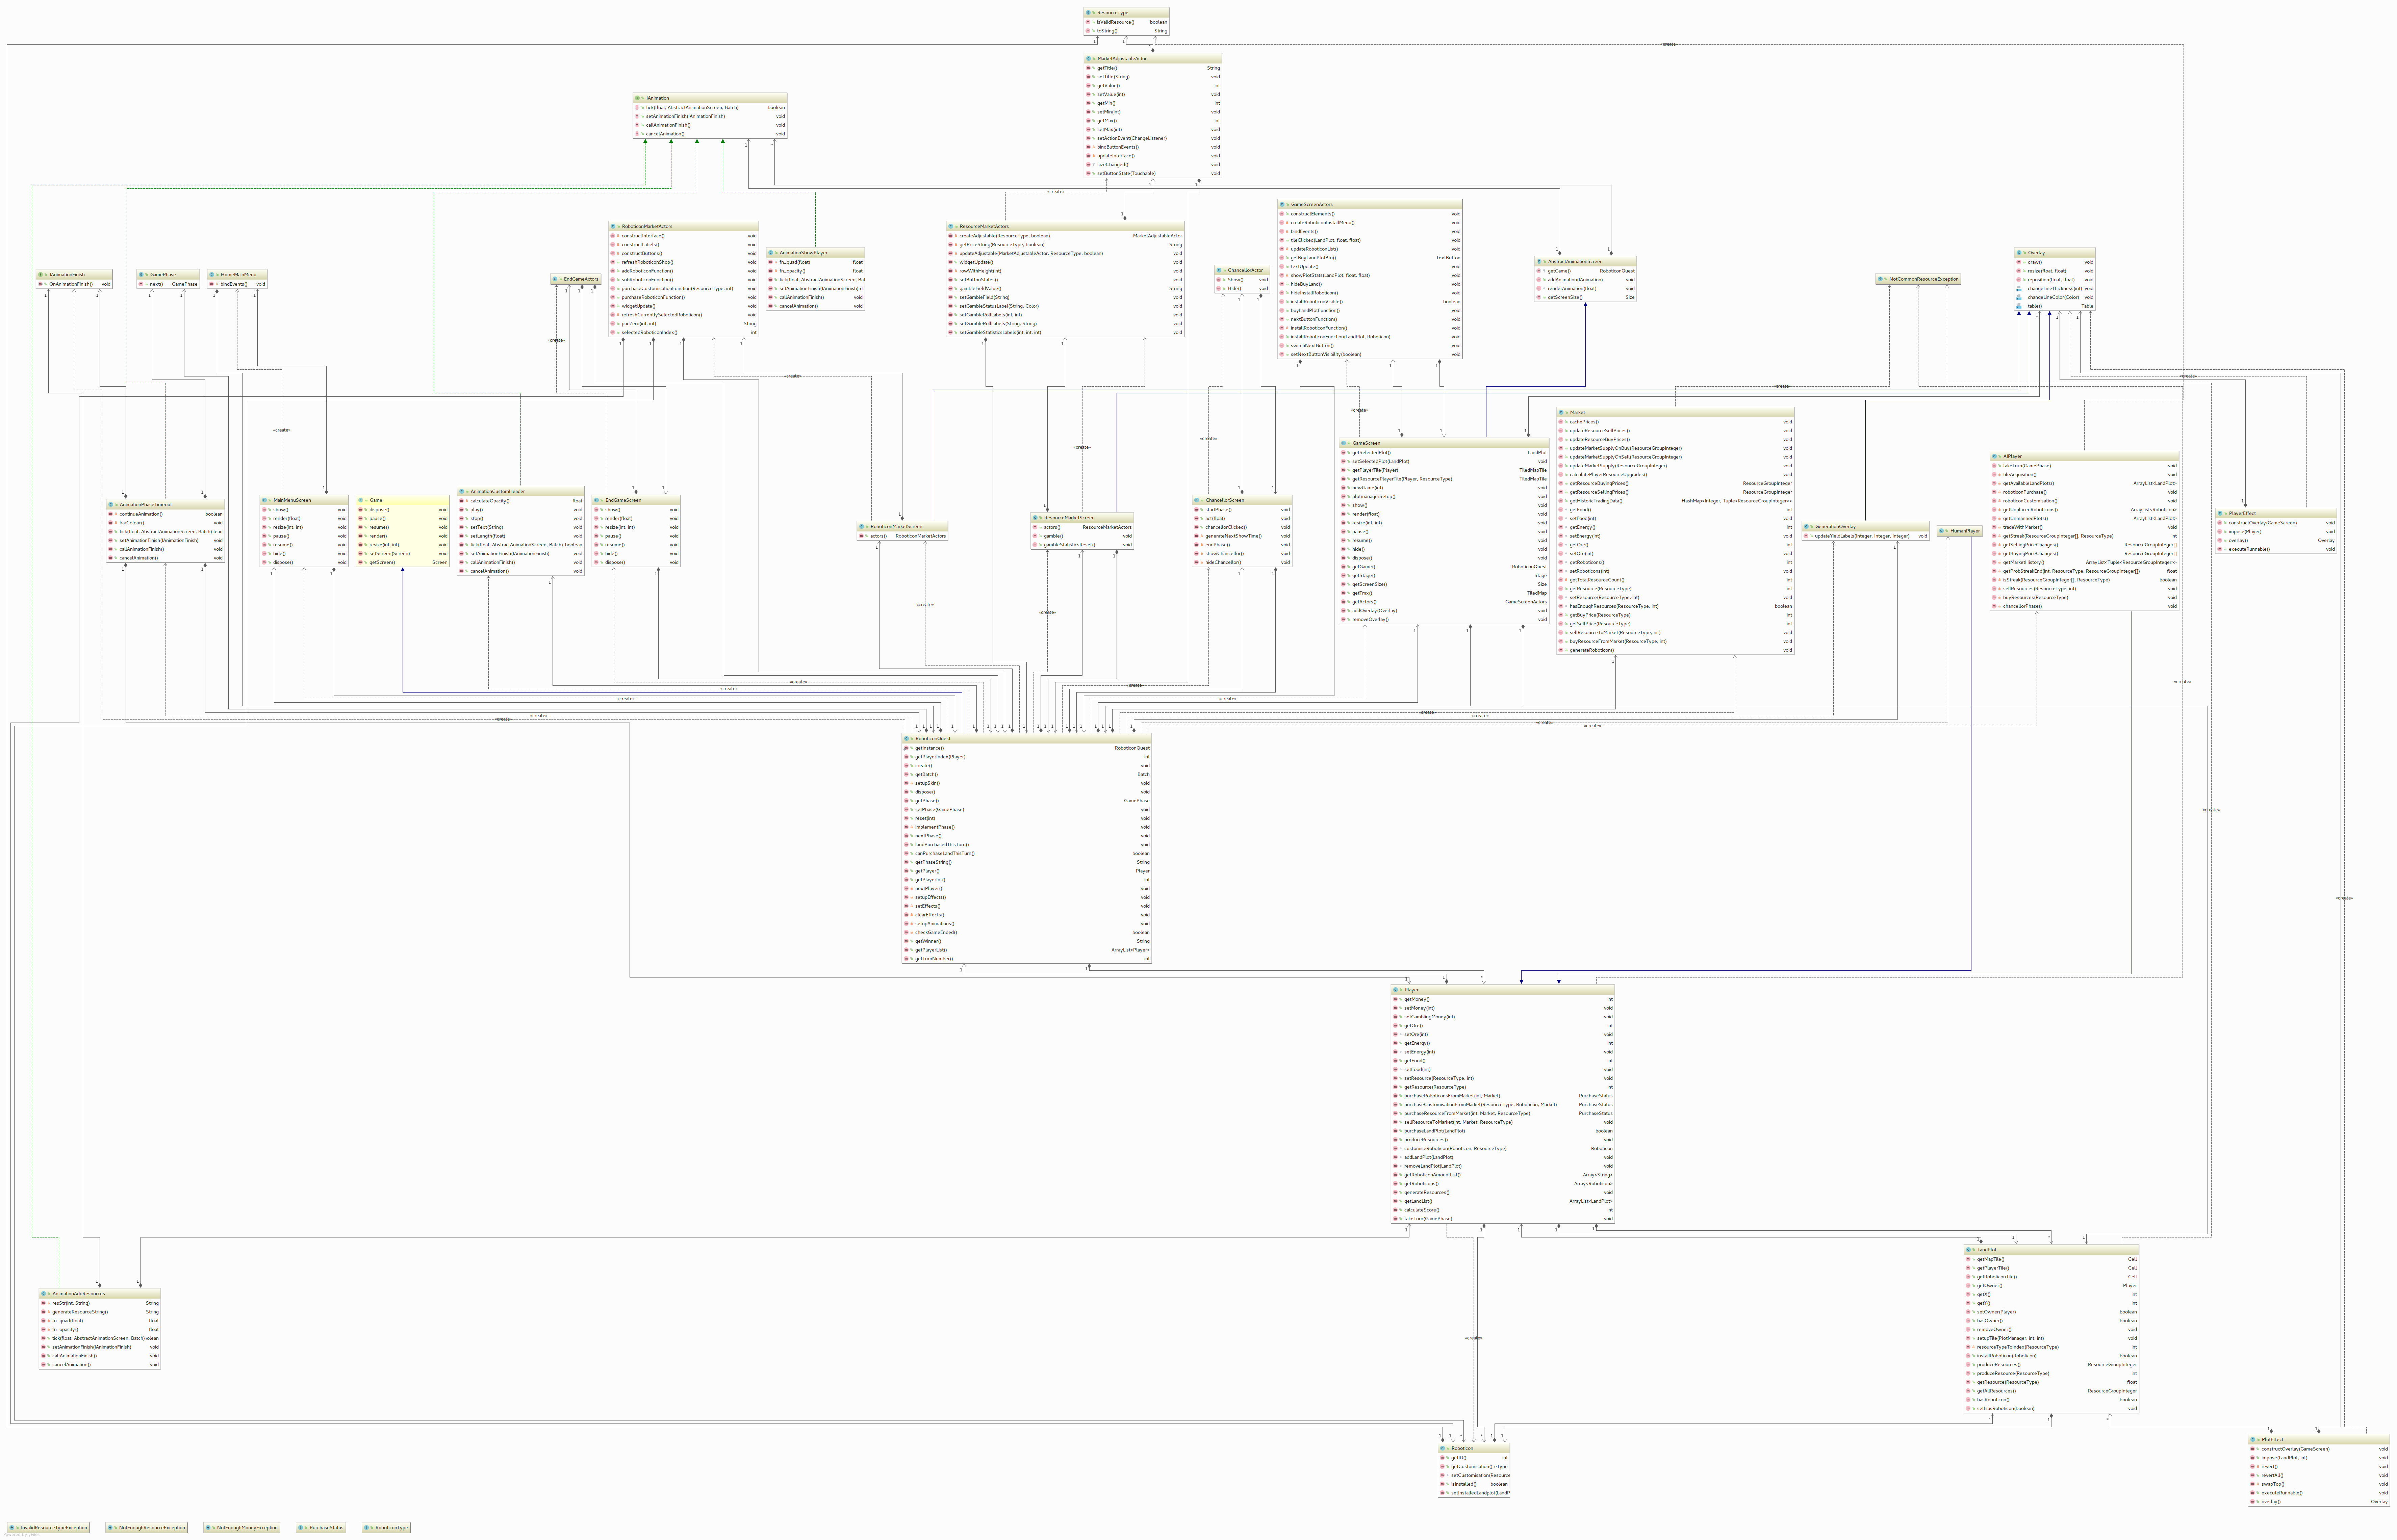 ResourceType
isValidResource() boolean
toString() String
MarketAdjustableActor
getTitle() String
setTitle(String) void
getValue() int
setValue(int) void
getMin() int
setMin(int) void
getMax() int
setMax(int) void
setActionEvent(ChangeListener) void
bindButtonEvents() void
updateInterface() void
sizeChanged() void
setButtonState(Touchable) void
IAnimation
tick(float, AbstractAnimationScreen, Batch) boolean
setAnimationFinish(IAnimationFinish) void
callAnimationFinish() void
cancelAnimation() void
RoboticonMarketActors
constructInterface() void
constructLabels() void
constructButtons() void
refreshRoboticonShop() void
addRoboticonFunction() void
subRoboticonFunction() void
purchaseCustomisationFunction(ResourceType, int) void
purchaseRoboticonFunction() void
widgetUpdate() void
refreshCurrentlySelectedRoboticon() void
padZero(int, int) String
selectedRoboticonIndex() int
AnimationShowPlayer
fn_quad(float) float
fn_opacity() float
tick(float, AbstractAnimationScreen, Bat
setAnimationFinish(IAnimationFinish) d
callAnimationFinish() void
cancelAnimation() void
ResourceMarketActors
createAdjustable(ResourceType, boolean) MarketAdjustableActor
getPriceString(ResourceType, boolean) String
updateAdjustable(MarketAdjustableActor, ResourceType, boolean) void
widgetUpdate() void
rowWithHeight(int) void
setButtonStates() void
gambleFieldValue() String
setGambleField(String) void
setGambleStatusLabel(String, Color) void
setGambleRollLabels(int, int) void
setGambleRollLabels(String, String) void
setGambleStatisticsLabels(int, int, int) void
GameScreenActors
constructElements() void
createRoboticonInstallMenu() void
bindEvents() void
tileClicked(LandPlot, float, float) void
updateRoboticonList() void
getBuyLandPlotBtn() TextButton
textUpdate() void
showPlotStats(LandPlot, float, float) void
hideBuyLand() void
hideInstallRoboticon() void
installRoboticonVisible() boolean
buyLandPlotFunction() void
nextButtonFunction() void
installRoboticonFunction() void
installRoboticonFunction(LandPlot, Roboticon) void
switchNextButton() void
setNextButtonVisibility(boolean) void
IAnimationFinish
OnAnimationFinish() void
GamePhase
next() GamePhase
HomeMainMenu
bindEvents() void
EndGameActors
ChancellorActor
Show() void
Hide() void
AbstractAnimationScreen
getGame() RoboticonQuest
addAnimation(IAnimation) void
renderAnimation(float) void
getScreenSize() Size
NotCommonResourceException
Overlay
draw() void
resize(float, float) void
reposition(float, float) void
changeLineThickness(int) void
changeLineColor(Color) void
table() Table
AnimationPhaseTimeout
continueAnimation() boolean
barColour() void
tick(float, AbstractAnimationScreen, Batch) lean
setAnimationFinish(IAnimationFinish) void
callAnimationFinish() void
cancelAnimation() void
MainMenuScreen
show() void
render(float) void
resize(int, int) void
pause() void
resume() void
hide() void
dispose() void
Game
dispose() void
pause() void
resume() void
render() void
resize(int, int) void
setScreen(Screen) void
getScreen() Screen
AnimationCustomHeader
calculateOpacity() float
play() void
stop() void
setText(String) void
setLength(float) void
tick(float, AbstractAnimationScreen, Batch) boolean
setAnimationFinish(IAnimationFinish) void
callAnimationFinish() void
cancelAnimation() void
EndGameScreen
show() void
render(float) void
resize(int, int) void
pause() void
resume() void
hide() void
dispose() void
RoboticonMarketScreen
actors() RoboticonMarketActors
ResourceMarketScreen
actors() ResourceMarketActors
gamble() void
gambleStatisticsReset() void
ChancellorScreen
startPhase() void
act(float) void
chancellorClicked() void
generateNextShowTime() void
endPhase() void
showChancellor() void
hideChancellor() void
GameScreen
getSelectedPlot() LandPlot
setSelectedPlot(LandPlot) void
getPlayerTile(Player) TiledMapTile
getResourcePlayerTile(Player, ResourceType) TiledMapTile
newGame(int) void
plotmanagerSetup() void
show() void
render(float) void
resize(int, int) void
pause() void
resume() void
hide() void
dispose() void
getGame() RoboticonQuest
getStage() Stage
getScreenSize() Size
getTmx() TiledMap
getActors() GameScreenActors
addOverlay(Overlay) void
removeOverlay() void
Market
cachePrices() void
updateResourceSellPrices() void
updateResourceBuyPrices() void
updateMarketSupplyOnBuy(ResourceGroupInteger) void
updateMarketSupplyOnSell(ResourceGroupInteger) void
updateMarketSupply(ResourceGroupInteger) void
calculatePlayerResourceUpgrades() void
getResourceBuyingPrices() ResourceGroupInteger
getResourceSellingPrices() ResourceGroupInteger
getHistoricTradingData() HashMap<Integer, Tuple<ResourceGroupInteger>>
getFood() int
setFood(int) void
getEnergy() int
setEnergy(int) void
getOre() int
setOre(int) void
getRoboticons() int
setRoboticons(int) void
getTotalResourceCount() int
getResource(ResourceType) int
setResource(ResourceType, int) void
hasEnoughResources(ResourceType, int) boolean
getBuyPrice(ResourceType) int
getSellPrice(ResourceType) int
sellResourceToMarket(ResourceType, int) void
buyResourceFromMarket(ResourceType, int) void
generateRoboticon() void
GenerationOverlay
updateYieldLabels(Integer, Integer, Integer) void
HumanPlayer
AIPlayer
takeTurn(GamePhase) void
tileAcquisition() void
getAvailableLandPlots() ArrayList<LandPlot>
roboticonPurchase() void
roboticonCustomisation() void
getUnplacedRoboticons() ArrayList<Roboticon>
getUnmannedPlots() ArrayList<LandPlot>
tradeWithMarket() void
getStreak(ResourceGroupInteger[], ResourceType) int
getSellingPriceChanges() ResourceGroupInteger[]
getBuyingPriceChanges() ResourceGroupInteger[]
getMarketHistory() ArrayList<Tuple<ResourceGroupInteger>>
getProbStreakEnd(int, ResourceType, ResourceGroupInteger[]) float
isStreak(ResourceGroupInteger[], ResourceType) boolean
sellResources(ResourceType, int) void
buyResources(ResourceType) void
chancellorPhase() void
PlayerEffect
constructOverlay(GameScreen) void
impose(Player) void
overlay() Overlay
executeRunnable() void
RoboticonQuest
getInstance() RoboticonQuest
getPlayerIndex(Player) int
create() void
getBatch() Batch
setupSkin() void
dispose() void
getPhase() GamePhase
setPhase(GamePhase) void
reset(int) void
implementPhase() void
nextPhase() void
landPurchasedThisTurn() void
canPurchaseLandThisTurn() boolean
getPhaseString() String
getPlayer() Player
getPlayerInt() int
nextPlayer() void
setupEffects() void
setEffects() void
clearEffects() void
setupAnimations() void
checkGameEnded() boolean
getWinner() String
getPlayerList() ArrayList<Player>
getTurnNumber() int
Player
getMoney() int
setMoney(int) void
setGamblingMoney(int) void
getOre() int
setOre(int) void
getEnergy() int
setEnergy(int) void
getFood() int
setFood(int) void
setResource(ResourceType, int) void
getResource(ResourceType) int
purchaseRoboticonsFromMarket(int, Market) PurchaseStatus
purchaseCustomisationFromMarket(ResourceType, Roboticon, Market) PurchaseStatus
purchaseResourceFromMarket(int, Market, ResourceType) PurchaseStatus
sellResourceToMarket(int, Market, ResourceType) void
purchaseLandPlot(LandPlot) boolean
produceResources() void
customiseRoboticon(Roboticon, ResourceType) Roboticon
addLandPlot(LandPlot) void
removeLandPlot(LandPlot) void
getRoboticonAmountList() Array<String>
getRoboticons() Array<Roboticon>
generateResources() void
getLandList() ArrayList<LandPlot>
calculateScore() int
takeTurn(GamePhase) void
LandPlot
getMapTile() Cell
getPlayerTile() Cell
getRoboticonTile() Cell
getOwner() Player
getX() int
getY() int
setOwner(Player) boolean
hasOwner() boolean
removeOwner() void
setupTile(PlotManager, int, int) void
resourceTypeToIndex(ResourceType) int
installRoboticon(Roboticon) boolean
produceResources() ResourceGroupInteger
produceResource(ResourceType) int
getResource(ResourceType) float
getAllResources() ResourceGroupInteger
hasRoboticon() boolean
setHasRoboticon(boolean) void
AnimationAddResources
resStr(int, String) String
generateResourceString() String
fn_quad(float) float
fn_opacity() float
tick(float, AbstractAnimationScreen, Batch) olean
setAnimationFinish(IAnimationFinish) void
callAnimationFinish() void
cancelAnimation() void
Roboticon
getID() int
getCustomisation() eType
setCustomisation(Resource
isInstalled() boolean
setInstalledLandplot(LandP
PlotEffect
constructOverlay(GameScreen) void
impose(LandPlot, int) void
revert() void
revertAll() void
swapTop() void
executeRunnable() void
overlay() Overlay
InvalidResourceTypeException
NotEnoughResourceException
NotEnoughMoneyException
PurchaseStatus
RoboticonType